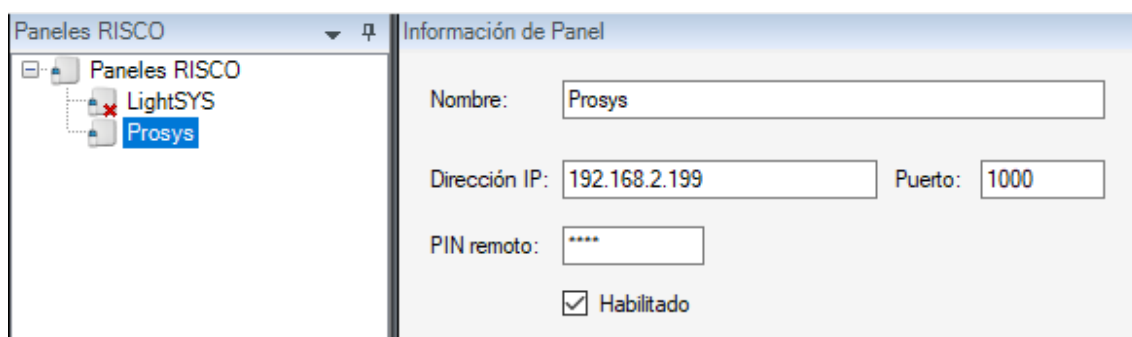 Paneles RISCO
Paneles RISCO
LightSYS
Prosys
Información de Panel
Nombre: Prosys
Dirección IP: 192.168.2.199 Puerto: 1000
PIN remoto: ****
Habilitado